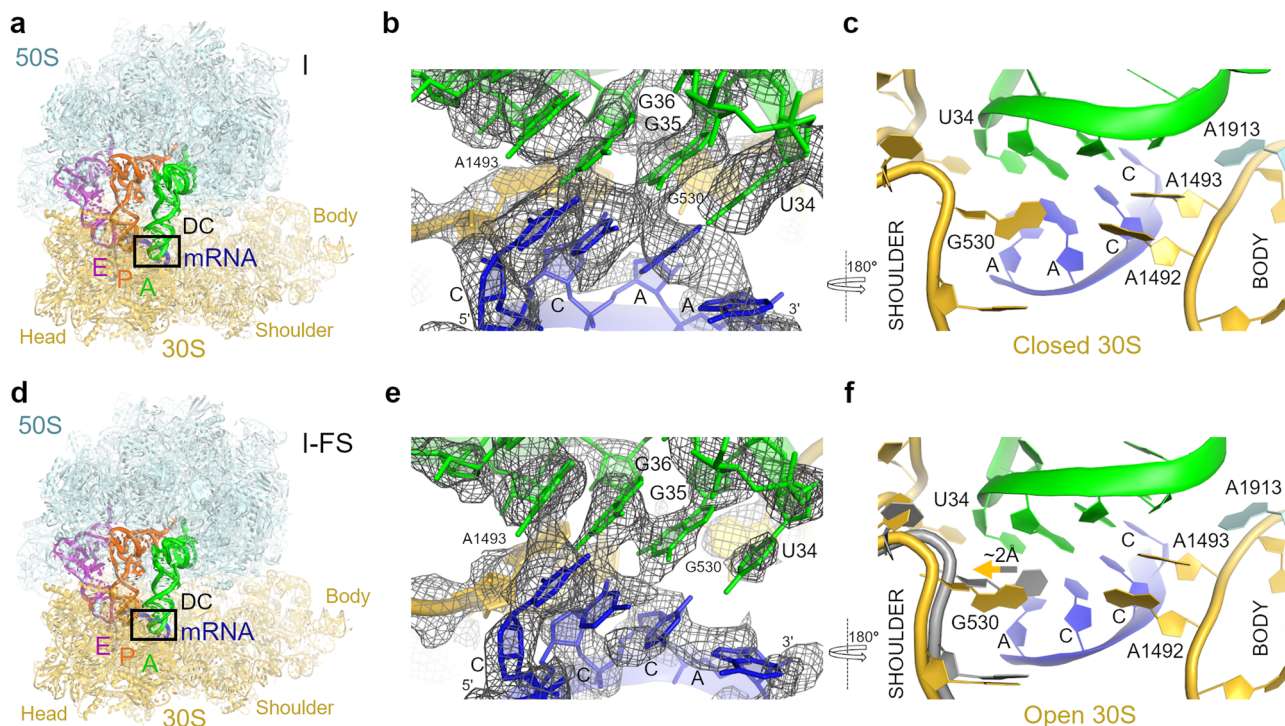 a
50S
I
Body
DC
mRNA
E
P
A
Head
Shoulder
30S
b
G36
G35
A1493
G530
U34
C
C
A
A
5'
3'
180°
c
U34
A1913
C
A1493
G530
C
A
A
A1492
SHOULDER
BODY
Closed 30S
d
50S
I-FS
Body
DC
mRNA
E
P
A
Head
Shoulder
30S
e
G36
G35
A1493
G530
U34
C
C
C
A
5'
3'
180°
f
U34
A1913
~2Å
C
A1493
G530
A
C
C
A1492
SHOULDER
BODY
Open 30S